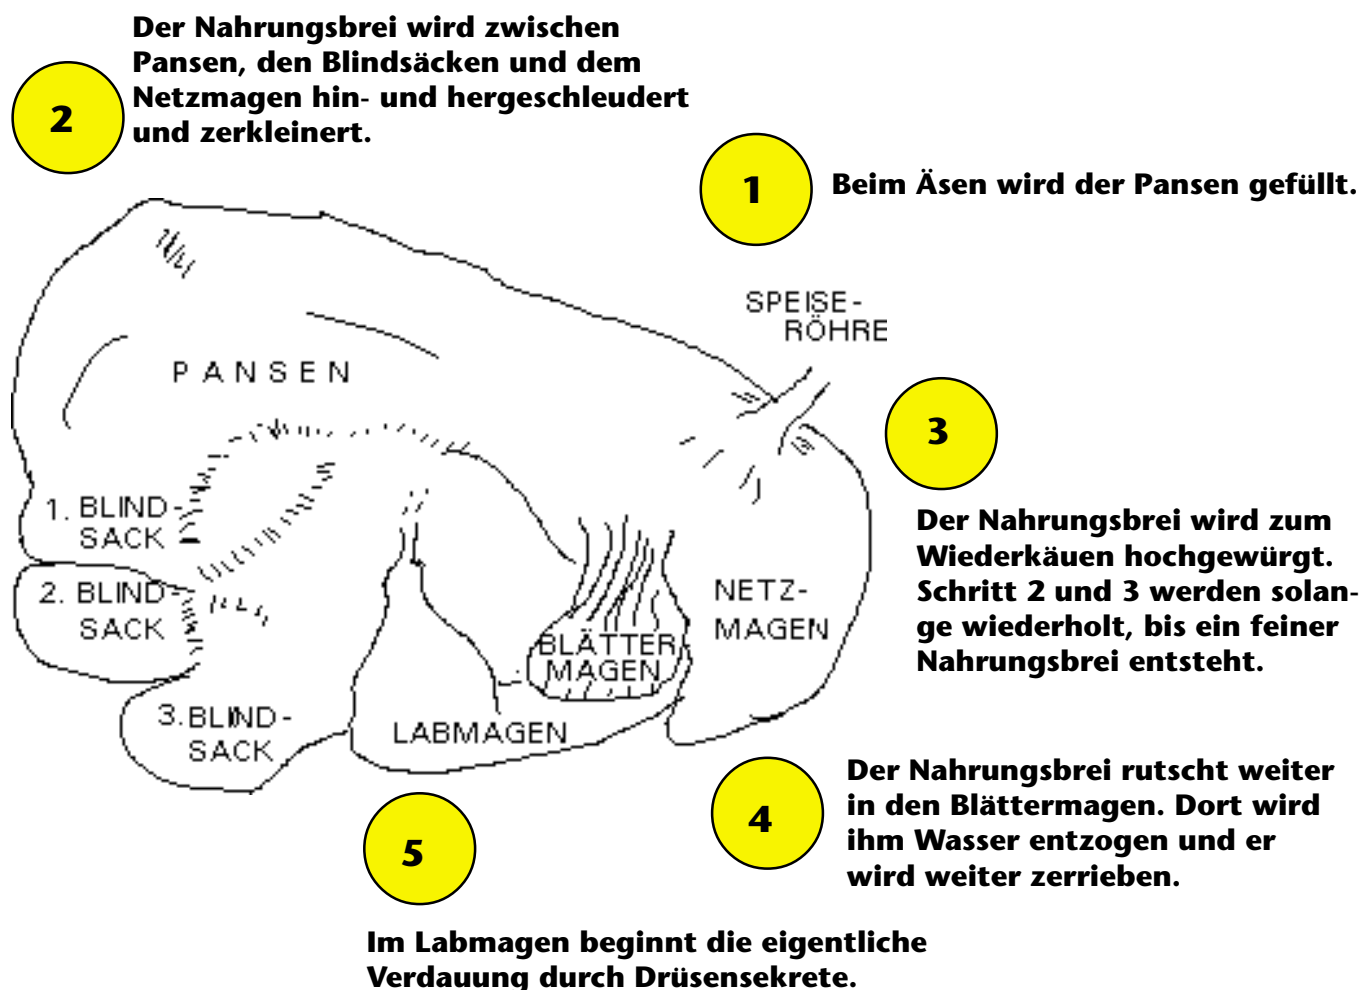 Der Nahrungsbrei wird zwischen
Pansen, den Blindsäcken und dem
Netzmagen hin- und hergeschleudert
und zerkleinert.
2
1
Beim Äsen wird der Pansen gefüllt.
SPEISE-
RÖHRE
PANSEN
3
Der Nahrungsbrei wird zum
Wiederkäuen hochgewürgt.
Schritt 2 und 3 werden solan-
ge wiederholt, bis ein feiner
Nahrungsbrei entsteht.
1. BLIND-
SACK
2. BLIND-
SACK
3. BLIND-
SACK
LABMAGEN
BLÄTTER
MAGEN
NETZ-
MAGEN
4
Der Nahrungsbrei rutscht weiter
in den Blättermagen. Dort wird
ihm Wasser entzogen und er
wird weiter zerrieben.
5
Im Labmagen beginnt die eigentliche
Verdauung durch Drüsensekrete.